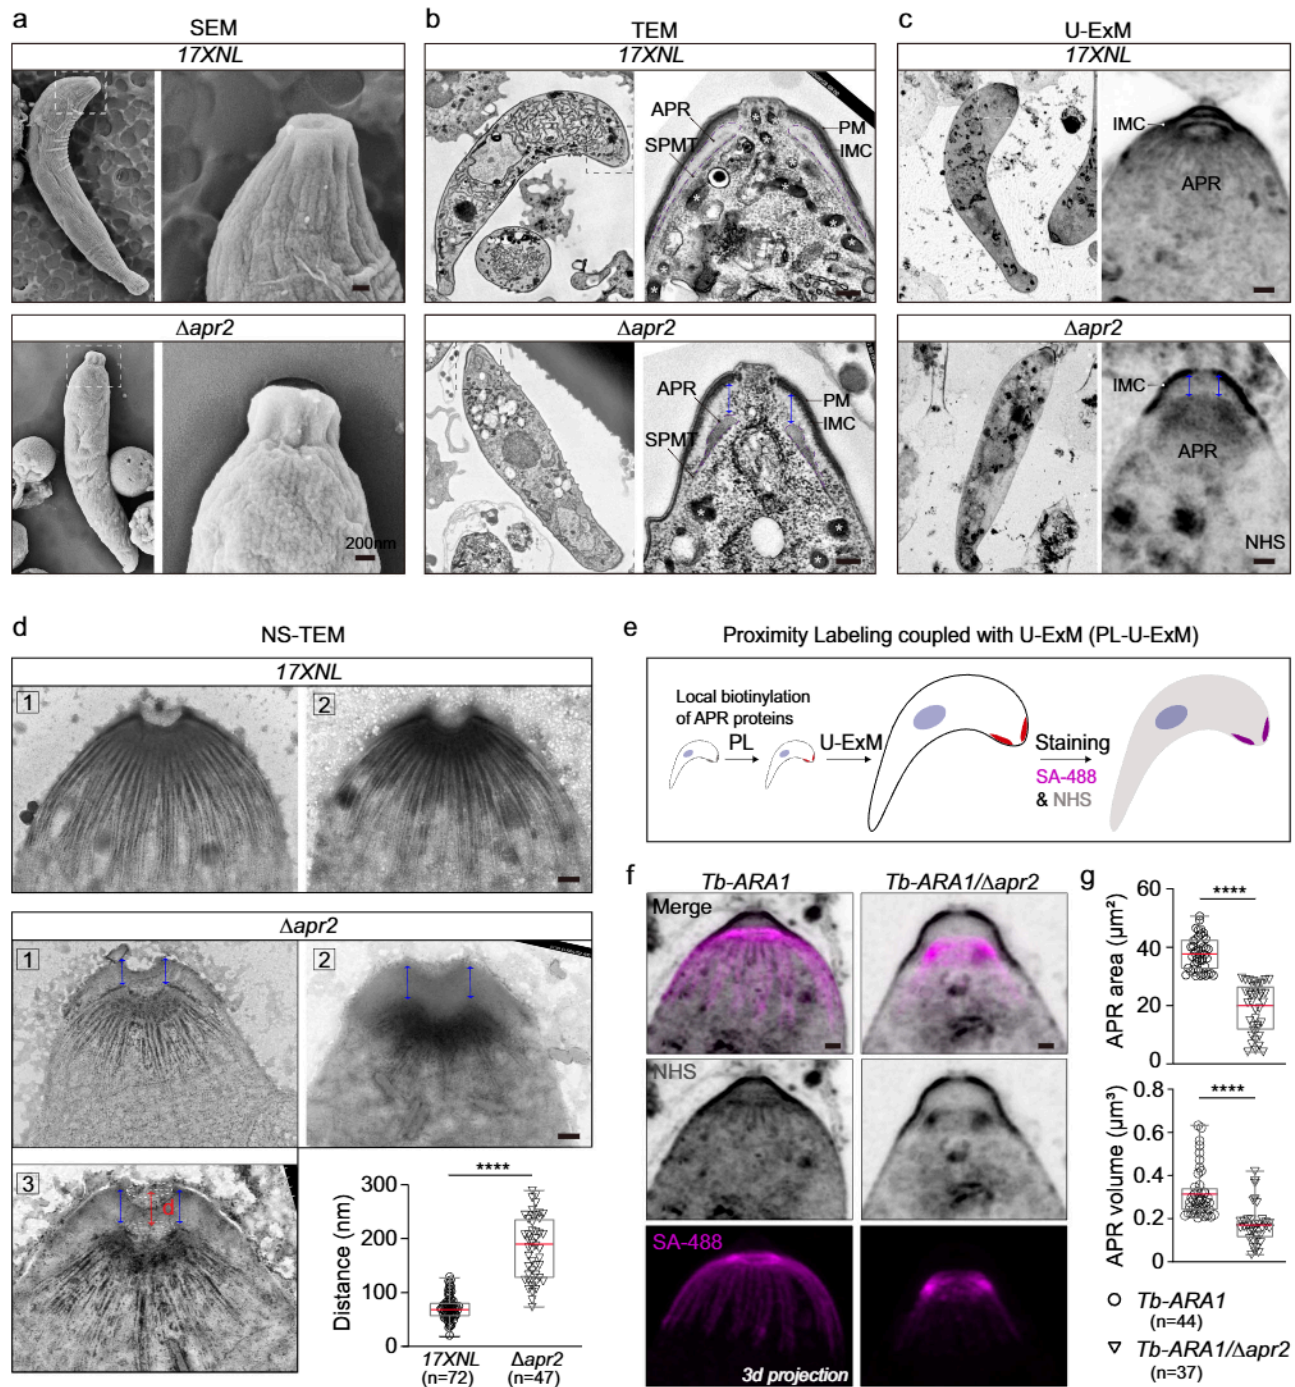 a
SEM
17XNL
Δapr2
200nm
b
TEM
17XNL
APR
SPMT
PM
IMC
*
Δapr2
APR
SPMT
PM
IMC
*
c
U-ExM
17XNL
IMC
APR
Δapr2
IMC
APR
NHS
d
NS-TEM
17XNL
1
2
Δapr2
1
2
3
d
Distance (nm)
300
200
100
0
****
17XNL
(n=72)
Δapr2
(n=47)
e
Proximity Labeling coupled with U-ExM (PL-U-ExM)
Local biotinylation
of APR proteins
PL
U-ExM
Staining
SA-488
& NHS
f
Tb-ARA1
Tb-ARA1/Δapr2
Merge
NHS
SA-488
3d projection
g
APR area (µm²)
60
40
20
0
****
APR volume (µm³)
0.8
0.6
0.4
0.2
0
****
Tb-ARA1
(n=44)
Tb-ARA1/Δapr2
(n=37)